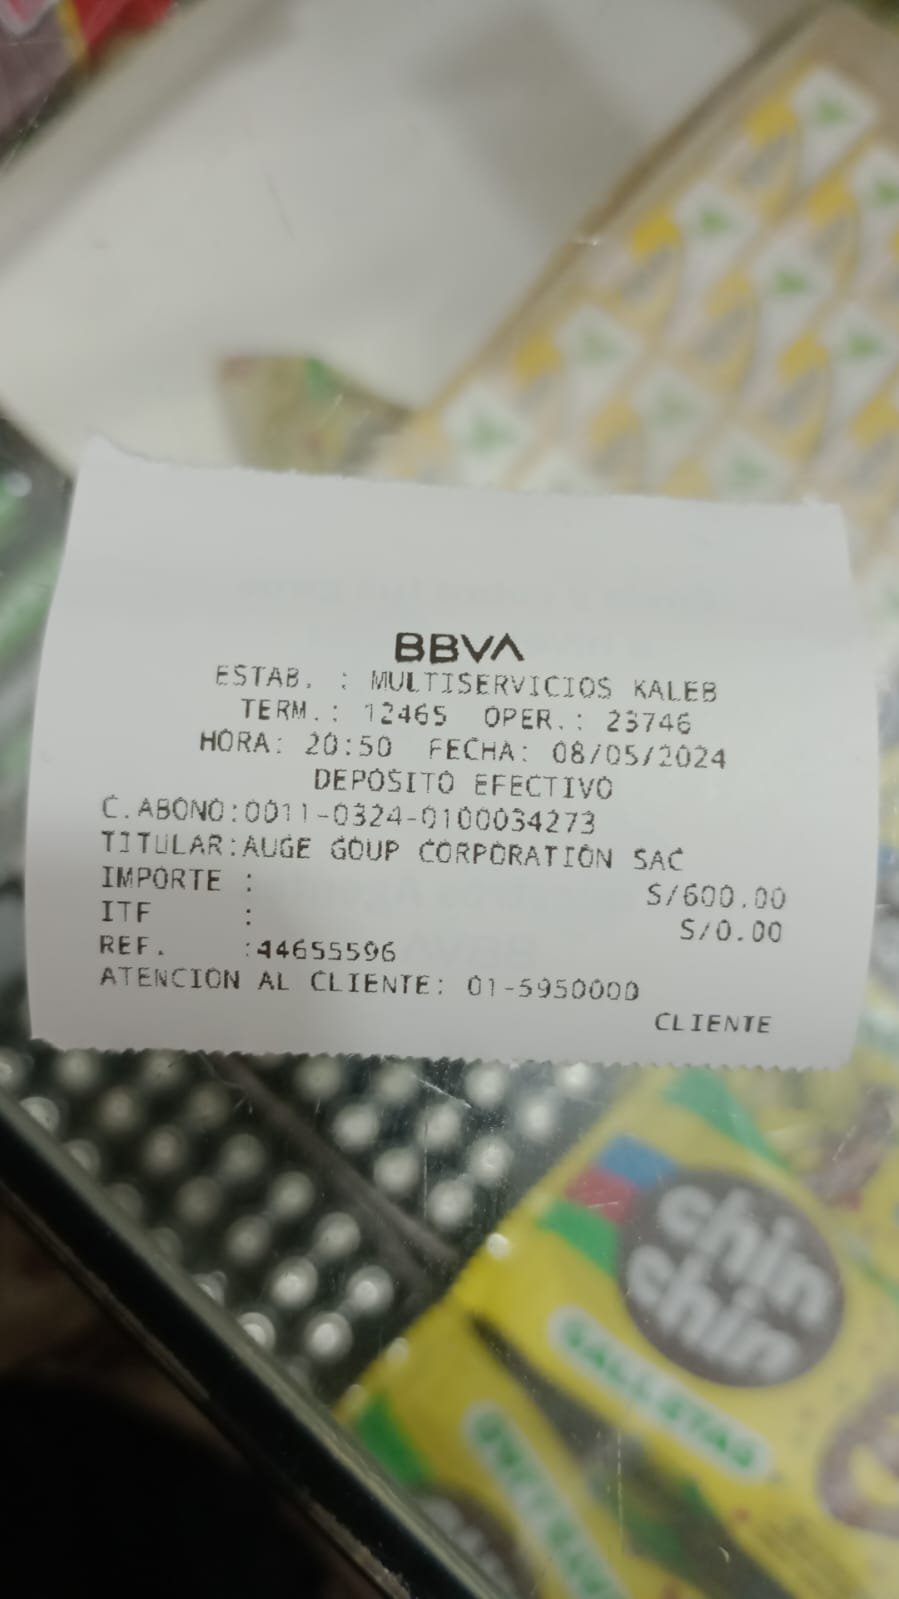 BBVA
ESTAB. : MULTISERVICIOS KALEB
TERM.: 12465 OPER.: 23746
HORA: 20:50 FECHA: 08/05/2024
DEPOSITO EFECTIVO
C.ABONO:0011-0324-0100034273
TITULAR:AUGE GOUP CORPORATION SAC
IMPORTE : S/600.00
ITF : S/0.00
REF. :44655596
ATENCION AL CLIENTE: 01-5950000
CLIENTE
chin
chin
GALLETAS